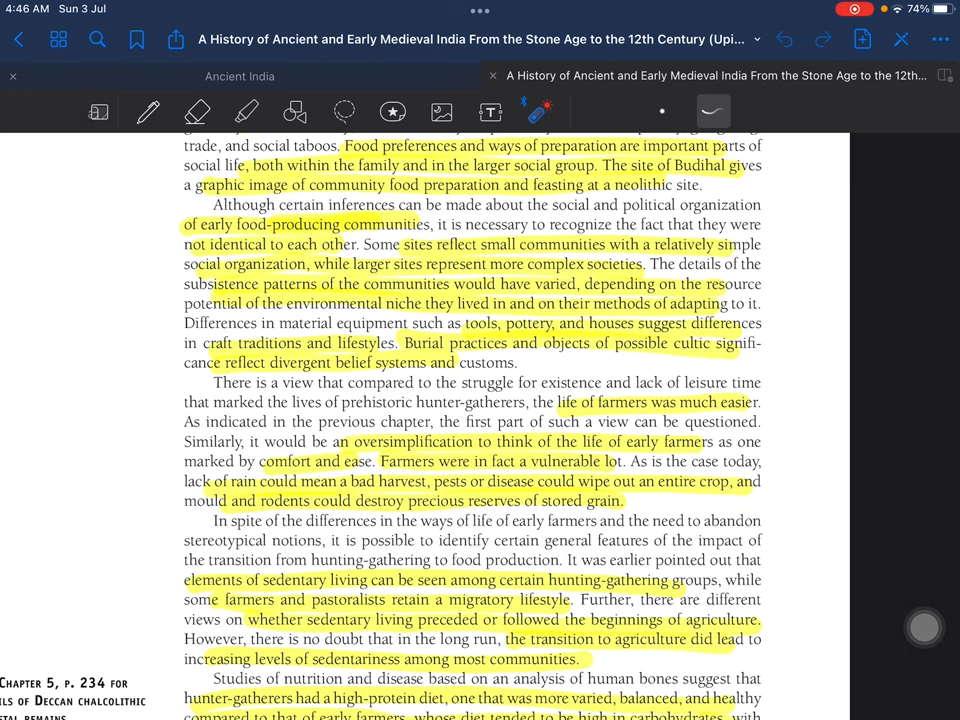 4:46 AM Sun 3 Jul
74%
A History of Ancient and Early Medieval India From the Stone Age to the 12th Century (Upi...
Ancient India
A History of Ancient and Early Medieval India From the Stone Age to the 12th...
trade, and social taboos. Food preferences and ways of preparation are important parts of
social life, both within the family and in the larger social group. The site of Budihal gives
a graphic image of community food preparation and feasting at a neolithic site.
Although certain inferences can be made about the social and political organization
of early food-producing communities, it is necessary to recognize the fact that they were
not identical to each other. Some sites reflect small communities with a relatively simple
social organization, while larger sites represent more complex societies. The details of the
subsistence patterns of the communities would have varied, depending on the resource
potential of the environmental niche they lived in and on their methods of adapting to it.
Differences in material equipment such as tools, pottery, and houses suggest differences
in craft traditions and lifestyles. Burial practices and objects of possible cultic signifi-
cance reflect divergent belief systems and customs.
There is a view that compared to the struggle for existence and lack of leisure time
that marked the lives of prehistoric hunter-gatherers, the life of farmers was much easier.
As indicated in the previous chapter, the first part of such a view can be questioned.
Similarly, it would be an oversimplification to think of the life of early farmers as one
marked by comfort and ease. Farmers were in fact a vulnerable lot. As is the case today,
lack of rain could mean a bad harvest, pests or disease could wipe out an entire crop, and
mould and rodents could destroy precious reserves of stored grain.
In spite of the differences in the ways of life of early farmers and the need to abandon
stereotypical notions, it is possible to identify certain general features of the impact of
the transition from hunting-gathering to food production. It was earlier pointed out that
elements of sedentary living can be seen among certain hunting-gathering groups, while
some farmers and pastoralists retain a migratory lifestyle. Further, there are different
views on whether sedentary living preceded or followed the beginnings of agriculture.
However, there is no doubt that in the long run, the transition to agriculture did lead to
increasing levels of sedentariness among most communities.
Studies of nutrition and disease based on an analysis of human bones suggest that
hunter-gatherers had a high-protein diet, one that was more varied, balanced, and healthy
compared to that of early farmers, whose diet tended to be high in carbohydrates, with
CHAPTER 5, P. 234 FOR
ILS OF DECCAN CHALCOLITHIC